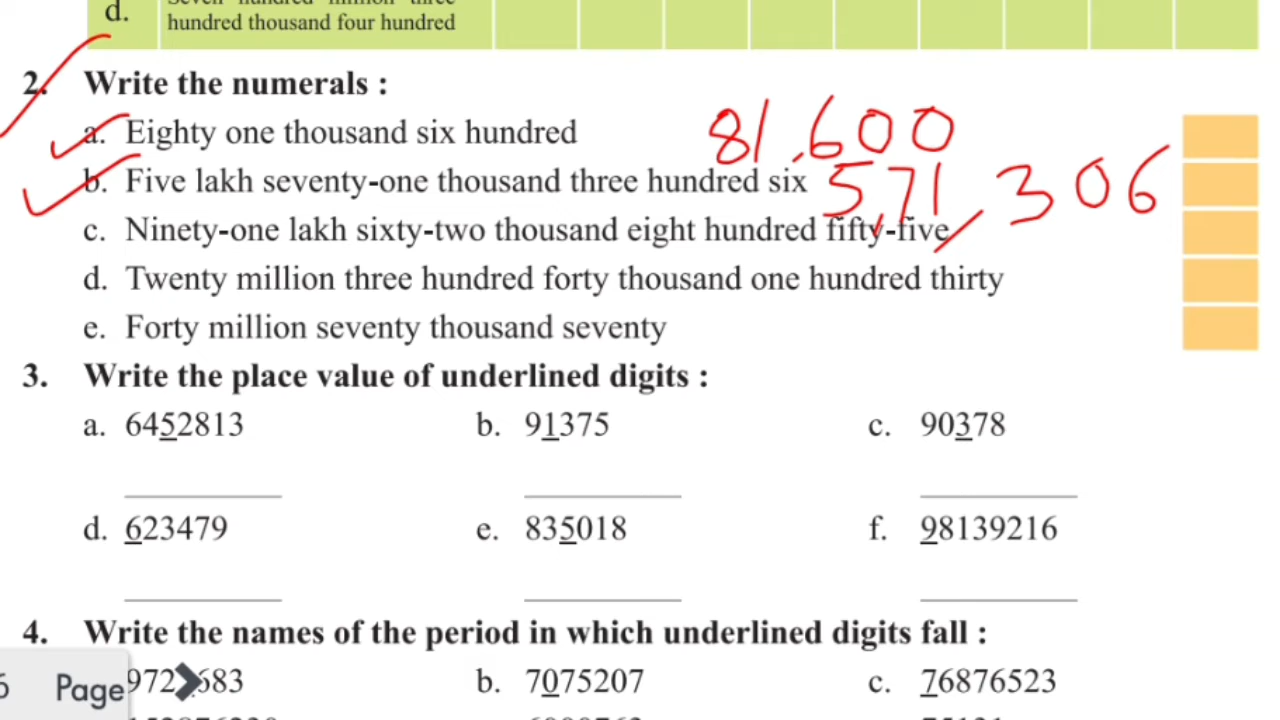 d.
hundred thousand four hundred
2. Write the numerals :
a. Eighty one thousand six hundred 81,600
b. Five lakh seventy-one thousand three hundred six 5,71,306
c. Ninety-one lakh sixty-two thousand eight hundred fifty-five
d. Twenty million three hundred forty thousand one hundred thirty
e. Forty million seventy thousand seventy
3. Write the place value of underlined digits :
a. 6452813 b. 91375 c. 90378
d. 623479 e. 835018 f. 98139216
4. Write the names of the period in which underlined digits fall :
b. 7075207 c. 76876523
6 Page